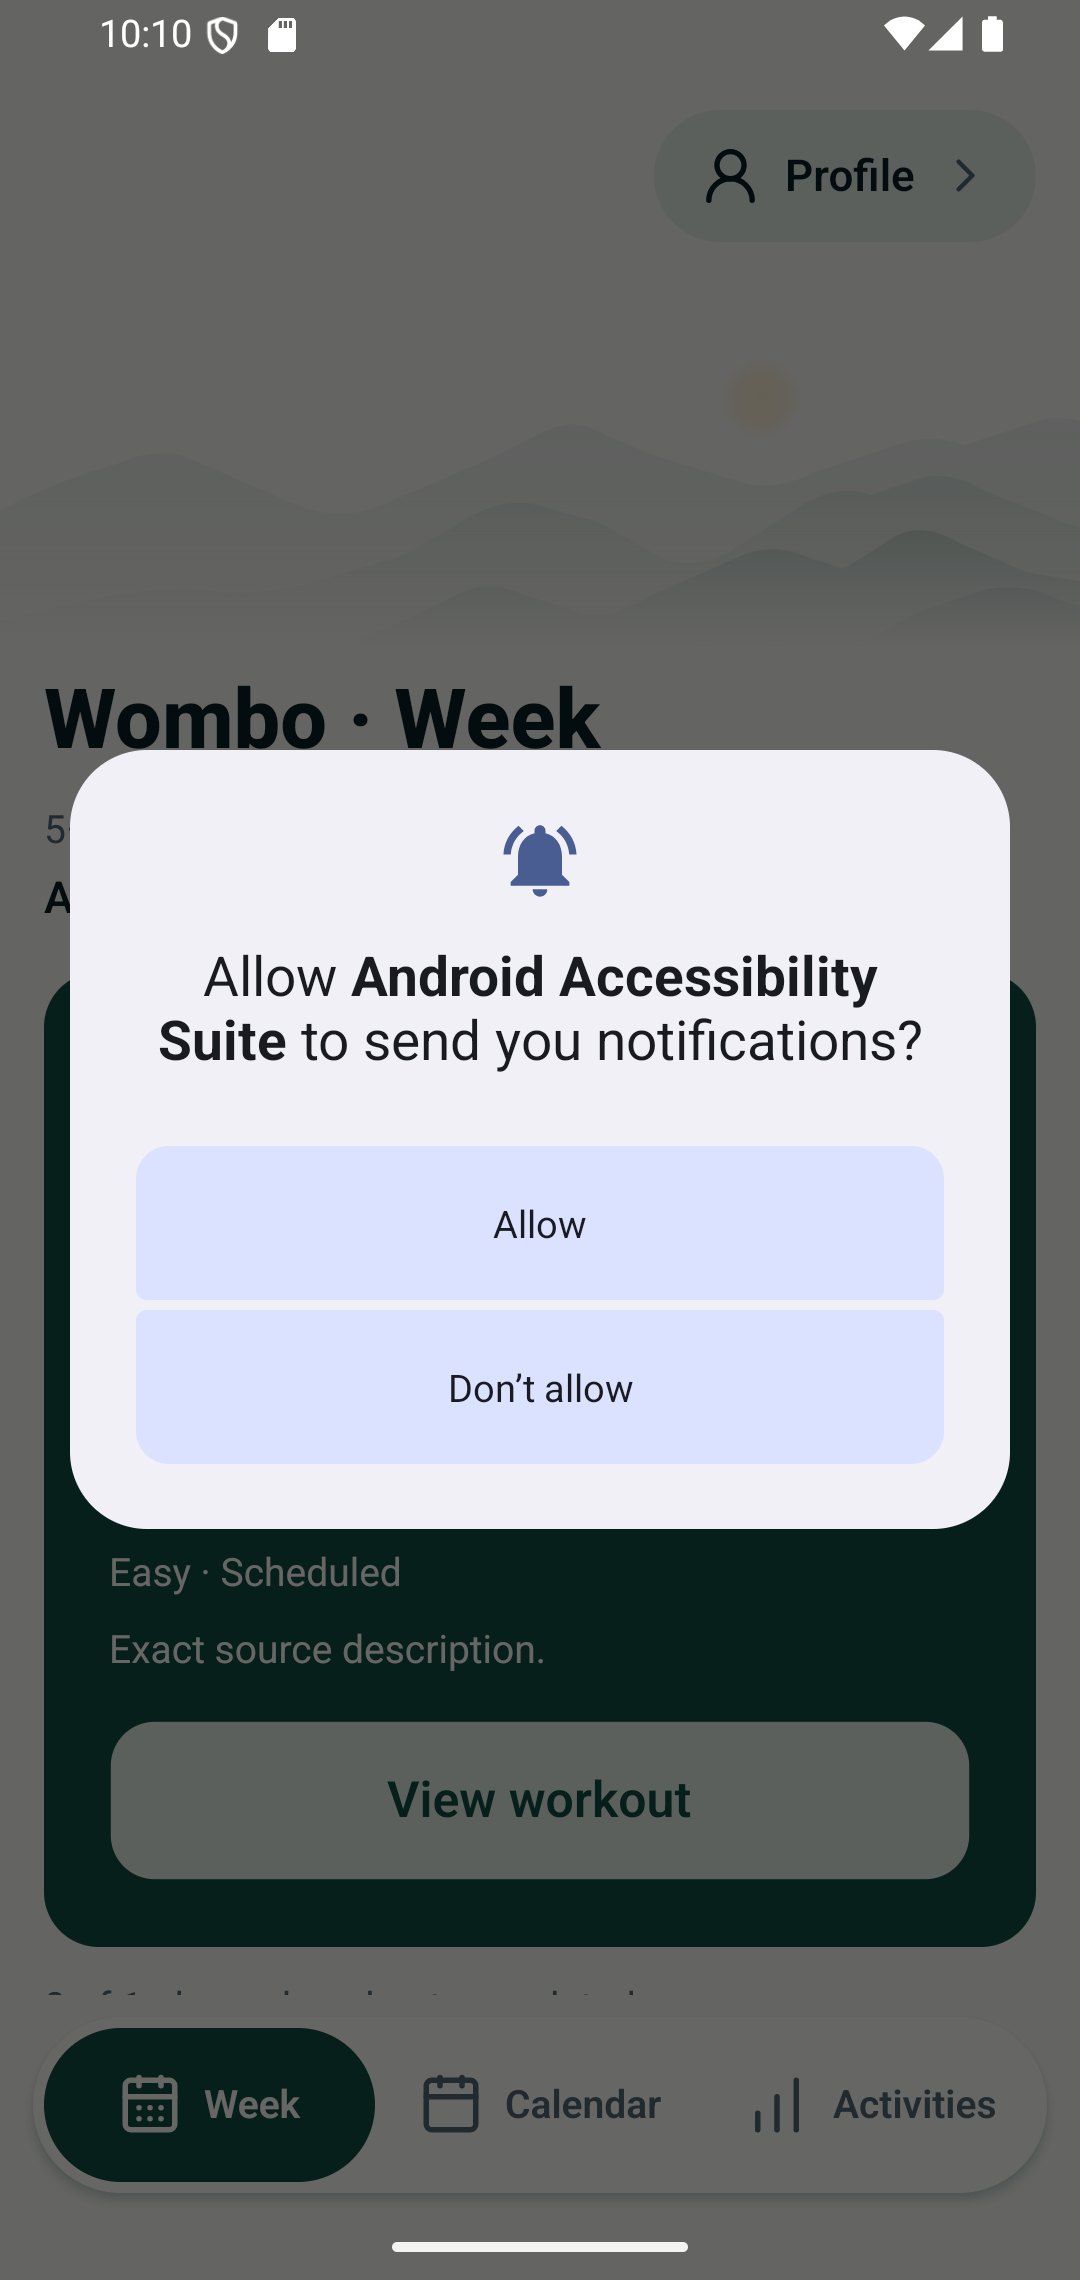 10:10
Profile
Wombo · Week
5
A
Allow Android Accessibility
Suite to send you notifications?
Allow
Don’t allow
Easy · Scheduled
Exact source description.
View workout
Week
Calendar
Activities